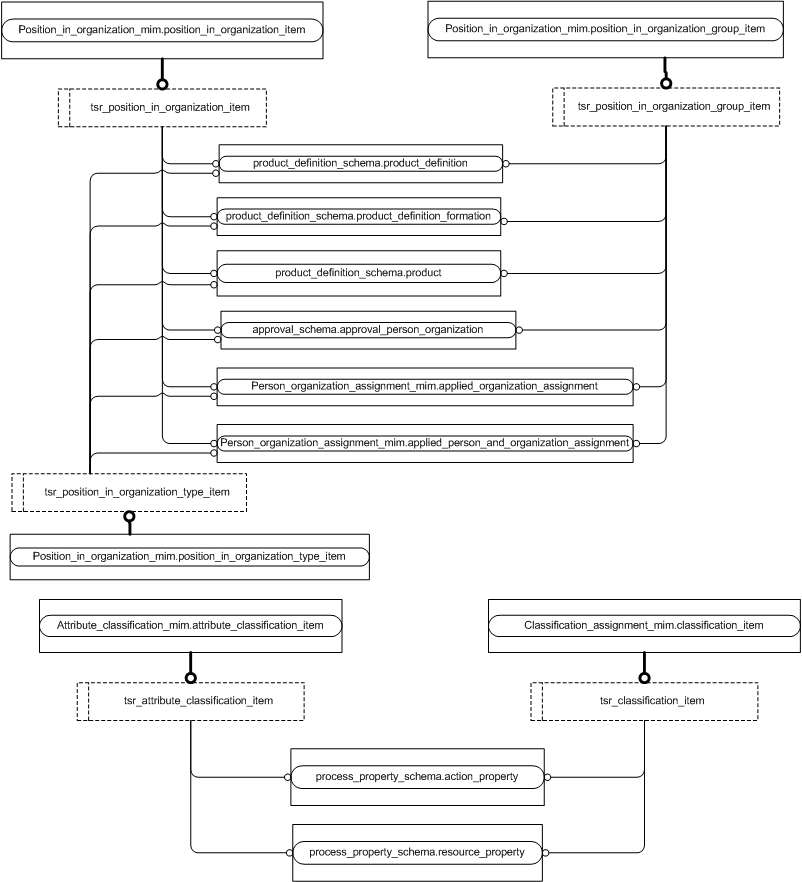 Position_in_organization_mim.position_in_organization_item
Position_in_organization_mim.position_in_organization_group_item
tsr_position_in_organization_item
tsr_position_in_organization_group_item
product_definition_schema.product_definition
product_definition_schema.product_definition_formation
product_definition_schema.product
approval_schema.approval_person_organization
Person_organization_assignment_mim.applied_organization_assignment
Person_organization_assignment_mim.applied_person_and_organization_assignment
tsr_position_in_organization_type_item
Position_in_organization_mim.position_in_organization_type_item
Attribute_classification_mim.attribute_classification_item
Classification_assignment_mim.classification_item
tsr_attribute_classification_item
tsr_classification_item
process_property_schema.action_property
process_property_schema.resource_property